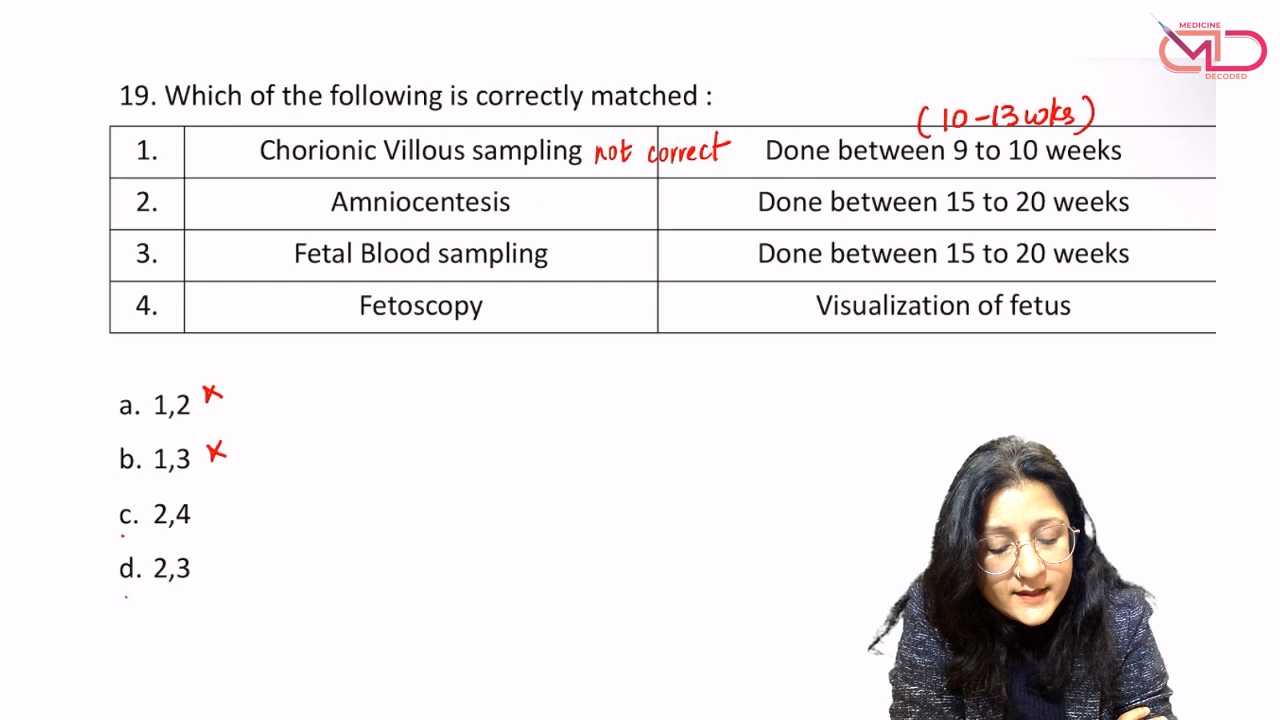 MEDICINE
MD
DECODED
19. Which of the following is correctly matched :
(10-13 wks)
1. Chorionic Villous sampling not correct Done between 9 to 10 weeks
2. Amniocentesis Done between 15 to 20 weeks
3. Fetal Blood sampling Done between 15 to 20 weeks
4. Fetoscopy Visualization of fetus
a. 1,2 x
b. 1,3 x
c. 2,4
d. 2,3